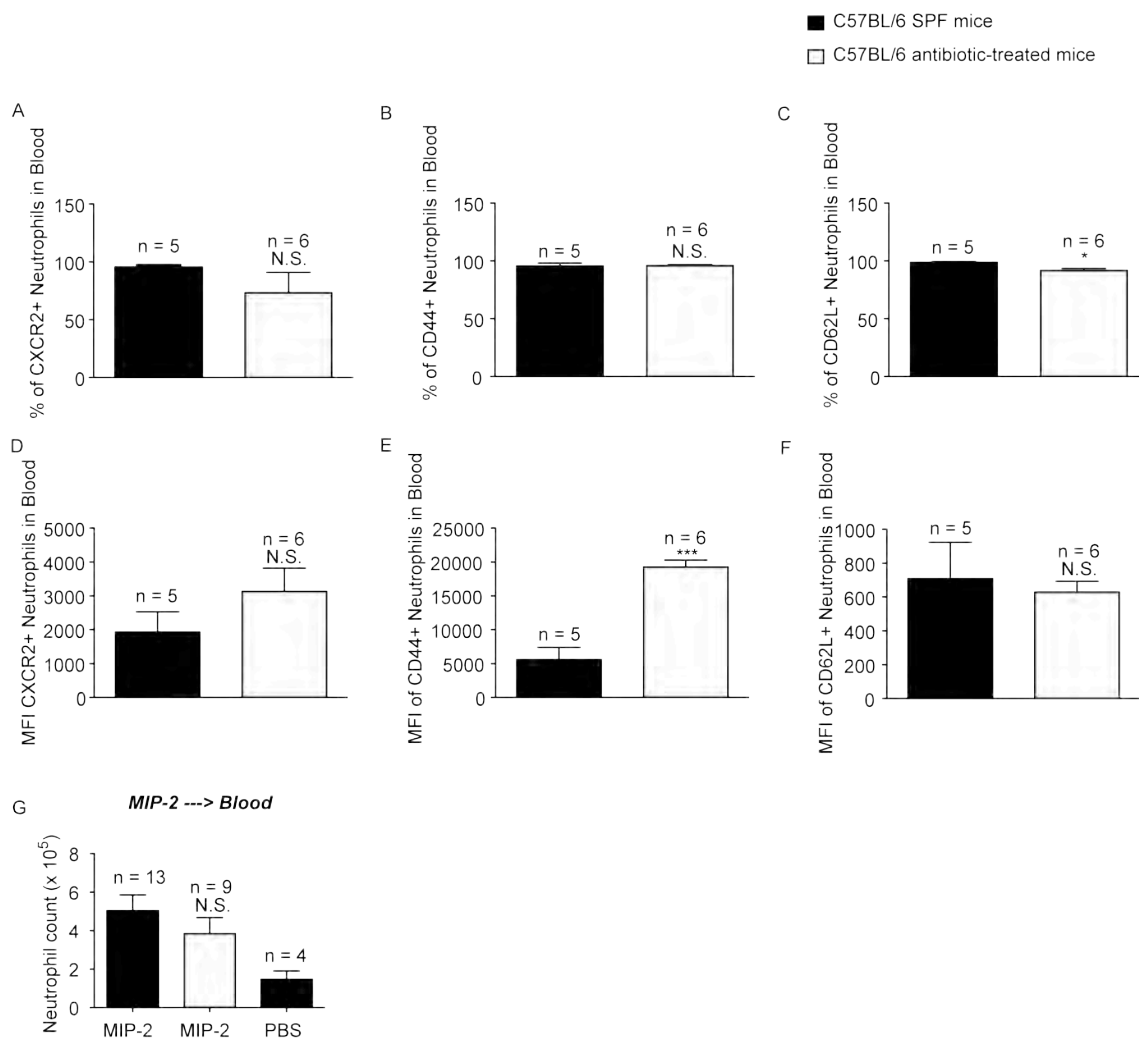 C57BL/6 SPF mice
C57BL/6 antibiotic-treated mice
A
% of CXCR2+ Neutrophils in Blood
150
100
50
0
n = 5
n = 6
N.S.
B
% of CD44+ Neutrophils in Blood
150
100
50
0
n = 5
n = 6
N.S.
C
% of CD62L+ Neutrophils in Blood
150
100
50
0
n = 5
n = 6
*
D
MFI CXCR2+ Neutrophils in Blood
5000
4000
3000
2000
1000
0
n = 5
n = 6
N.S.
E
MFI of CD44+ Neutrophils in Blood
25000
20000
15000
10000
5000
0
n = 5
n = 6
***
F
MFI of CD62L+ Neutrophils in Blood
1000
800
600
400
200
0
n = 5
n = 6
N.S.
G
MIP-2 ---> Blood
Neutrophil count (x 10⁵)
8
6
4
2
0
n = 13
n = 9
N.S.
n = 4
MIP-2 MIP-2 PBS